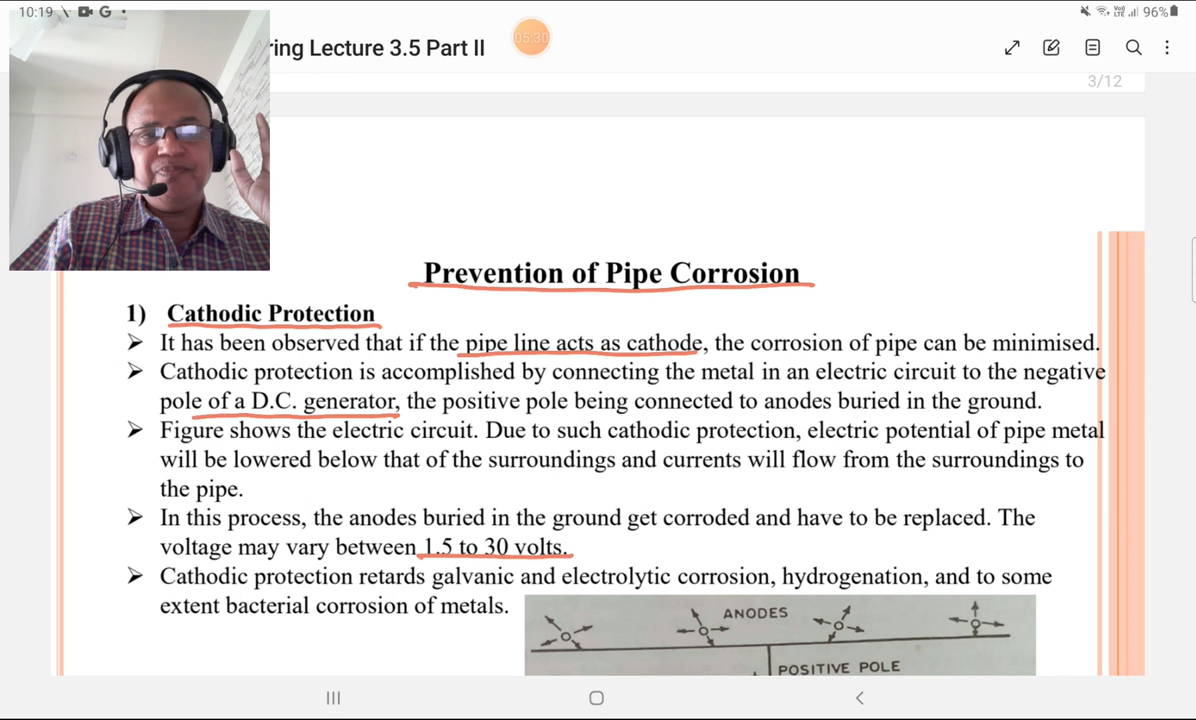 10:19 G
96%
ring Lecture 3.5 Part II
05:30
3/12
Prevention of Pipe Corrosion
1) Cathodic Protection
➢ It has been observed that if the pipe line acts as cathode, the corrosion of pipe can be minimised.
➢ Cathodic protection is accomplished by connecting the metal in an electric circuit to the negative
pole of a D.C. generator, the positive pole being connected to anodes buried in the ground.
➢ Figure shows the electric circuit. Due to such cathodic protection, electric potential of pipe metal
will be lowered below that of the surroundings and currents will flow from the surroundings to
the pipe.
➢ In this process, the anodes buried in the ground get corroded and have to be replaced. The
voltage may vary between 1.5 to 30 volts.
➢ Cathodic protection retards galvanic and electrolytic corrosion, hydrogenation, and to some
extent bacterial corrosion of metals.
ANODES
POSITIVE POLE